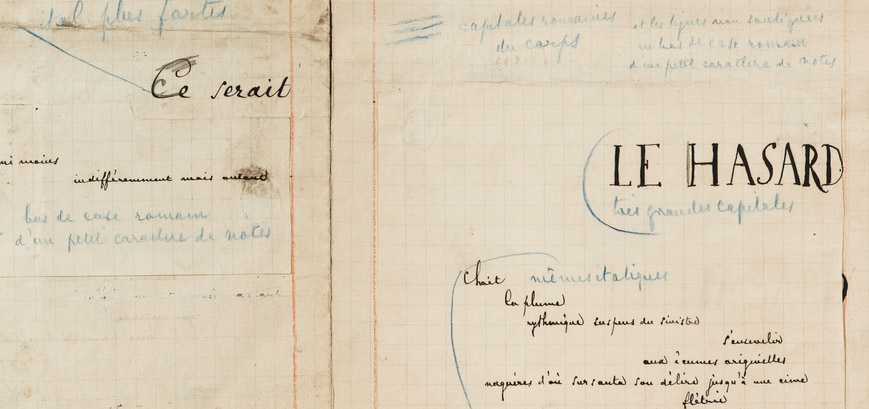 ital plus fortes
Ce serait
ni moins
indifféremment mais autant
bas de casse romain
d'un petit caractère de notes
capitales romaines
du corps
et les lignes non soulignées
en bas de casse romain
d'un petit caractère de notes
LE HASARD
très grandes capitales
Choit mêmes italiques
la plume
rythmique suspens du sinistre
s'ensevelir
aux écumes originelles
naguères d'où sursauta son délire jusqu'à une cime
flétrie